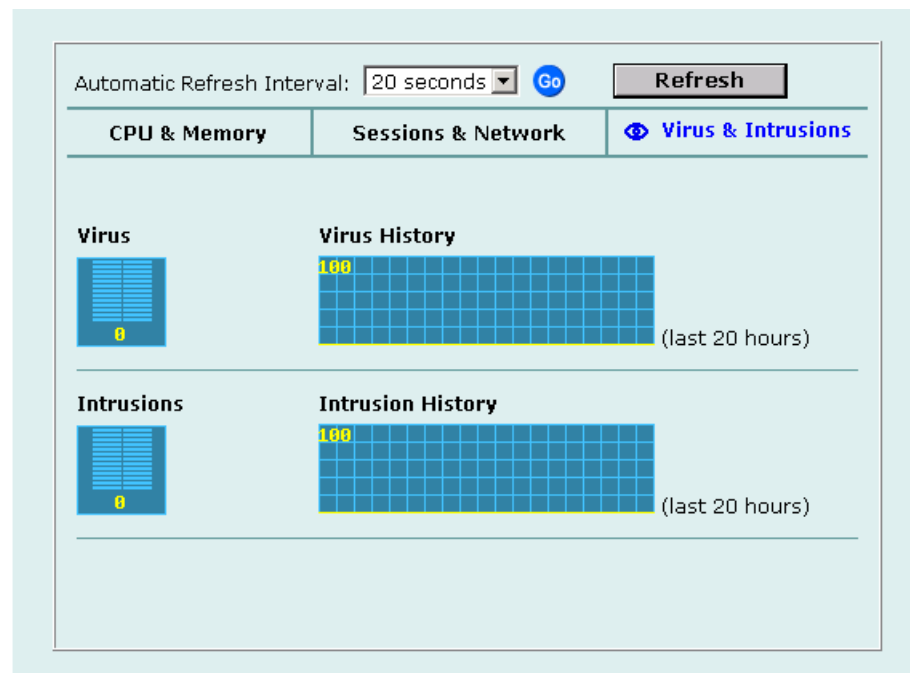 Automatic Refresh Interval: 20 seconds Go Refresh
CPU & Memory Sessions & Network Virus & Intrusions
Virus Virus History
100
0 (last 20 hours)
Intrusions Intrusion History
100
0 (last 20 hours)